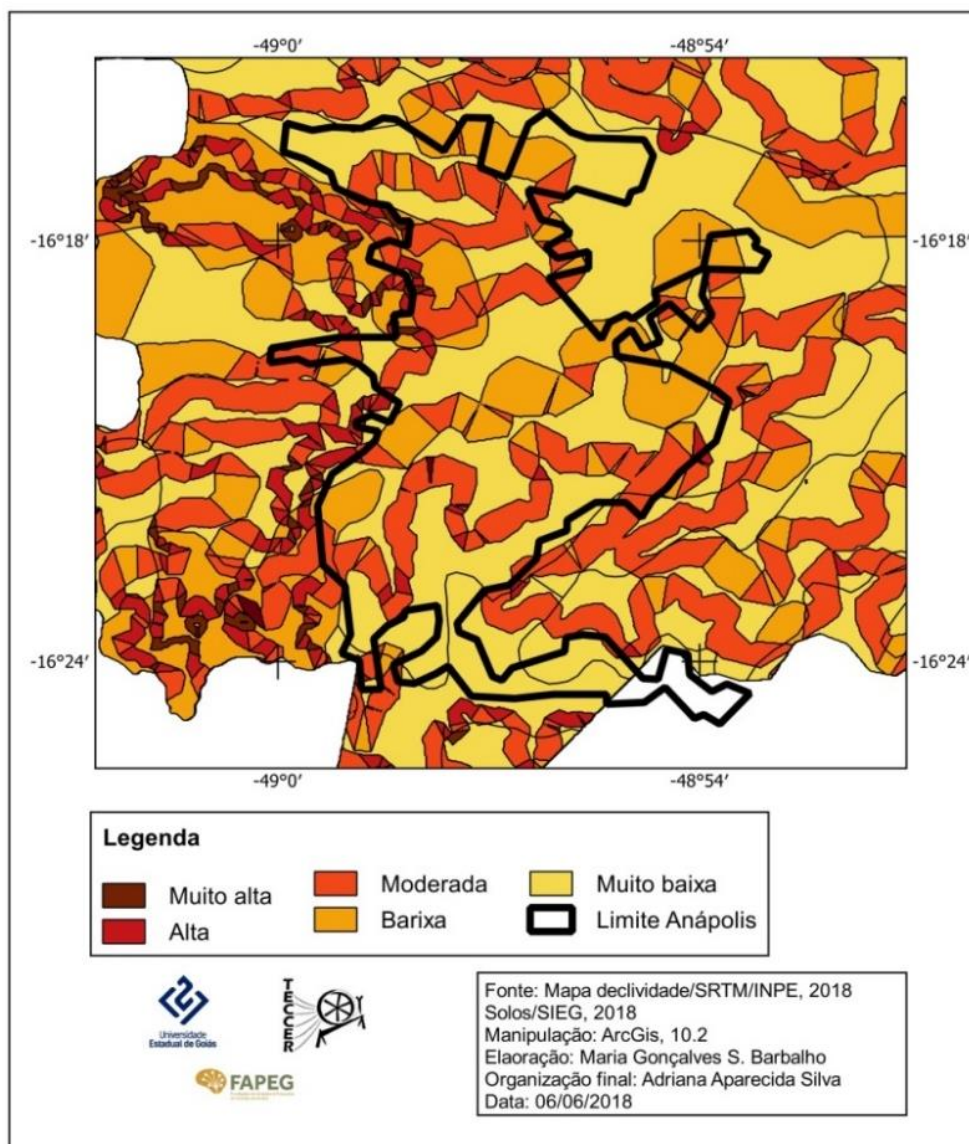 -49°0′ -48°54′
-16°18′ -16°18′
-16°24′ -16°24′
-49°0′ -48°54′
Legenda
Muito alta
Alta
Moderada
Barixa
Muito baixa
Limite Anápolis
Universidade
Estadual de Goiás
TECCER
FAPEG
Fonte: Mapa declividade/SRTM/INPE, 2018
Solos/SIEG, 2018
Manipulação: ArcGis, 10.2
Elaoração: Maria Gonçalves S. Barbalho
Organização final: Adriana Aparecida Silva
Data: 06/06/2018